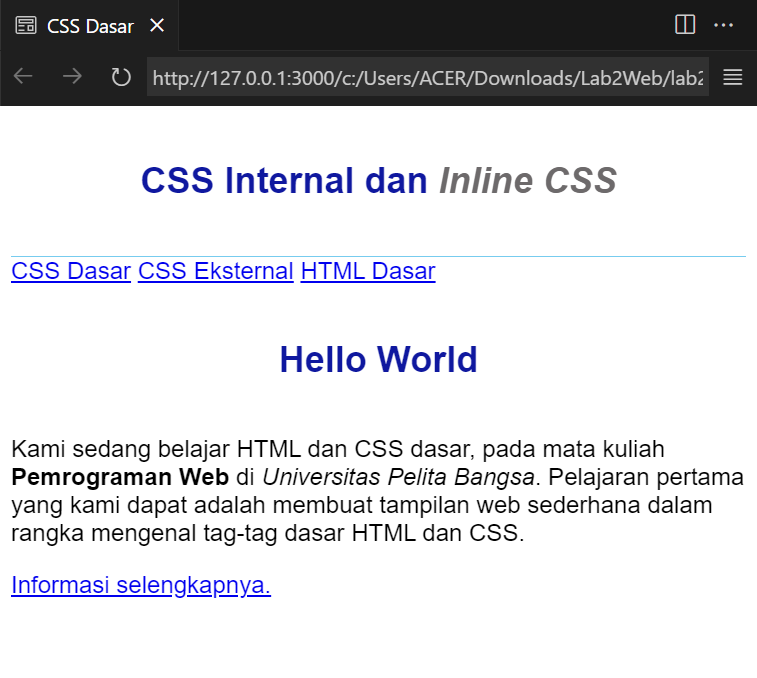 CSS Dasar
http://127.0.0.1:3000/c:/Users/ACER/Downloads/Lab2Web/lab2
CSS Internal dan Inline CSS
CSS Dasar CSS Eksternal HTML Dasar
Hello World
Kami sedang belajar HTML dan CSS dasar, pada mata kuliah
Pemrograman Web di Universitas Pelita Bangsa. Pelajaran pertama
yang kami dapat adalah membuat tampilan web sederhana dalam
rangka mengenal tag-tag dasar HTML dan CSS.
Informasi selengkapnya.